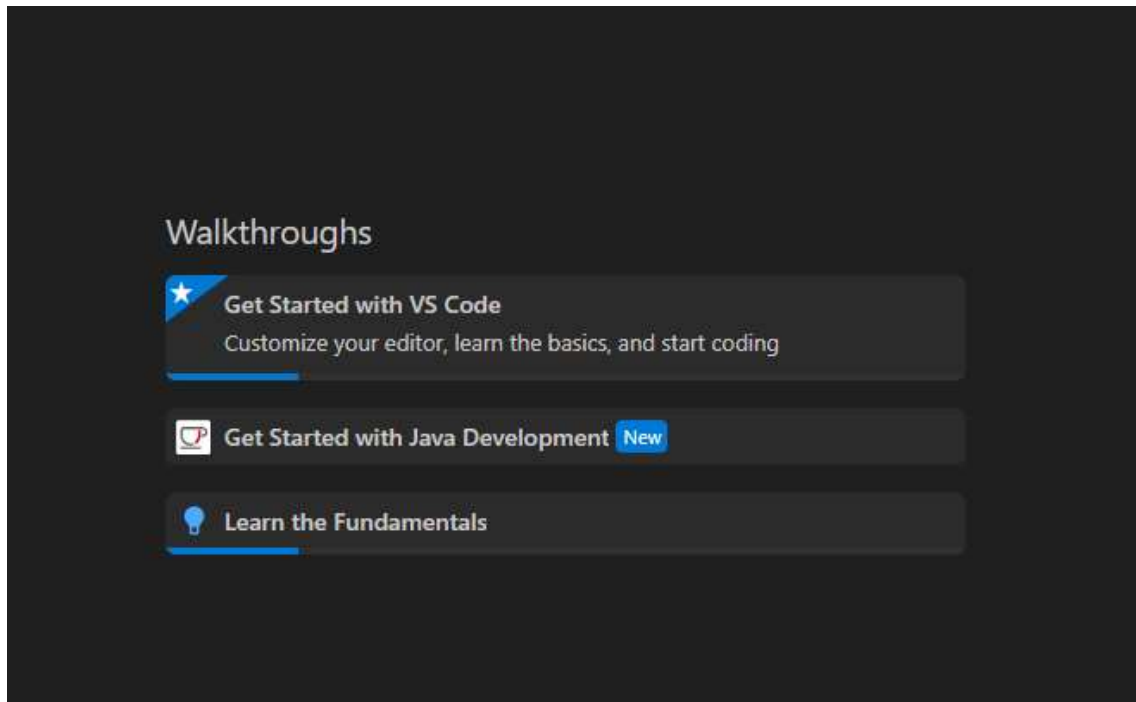 Walkthroughs
Get Started with VS Code
Customize your editor, learn the basics, and start coding
Get Started with Java Development New
Learn the Fundamentals